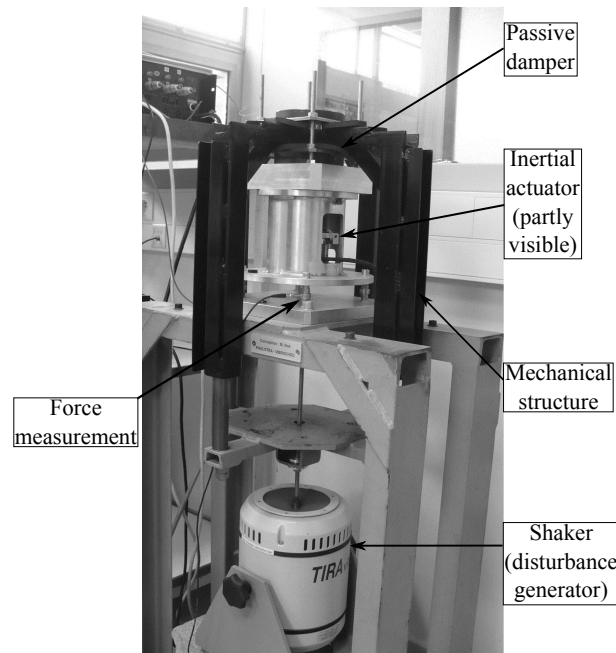 Passive
damper
Inertial
actuator
(partly
visible)
Mechanical
structure
Force
measurement
Shaker
(disturbance
generator)
TIRA